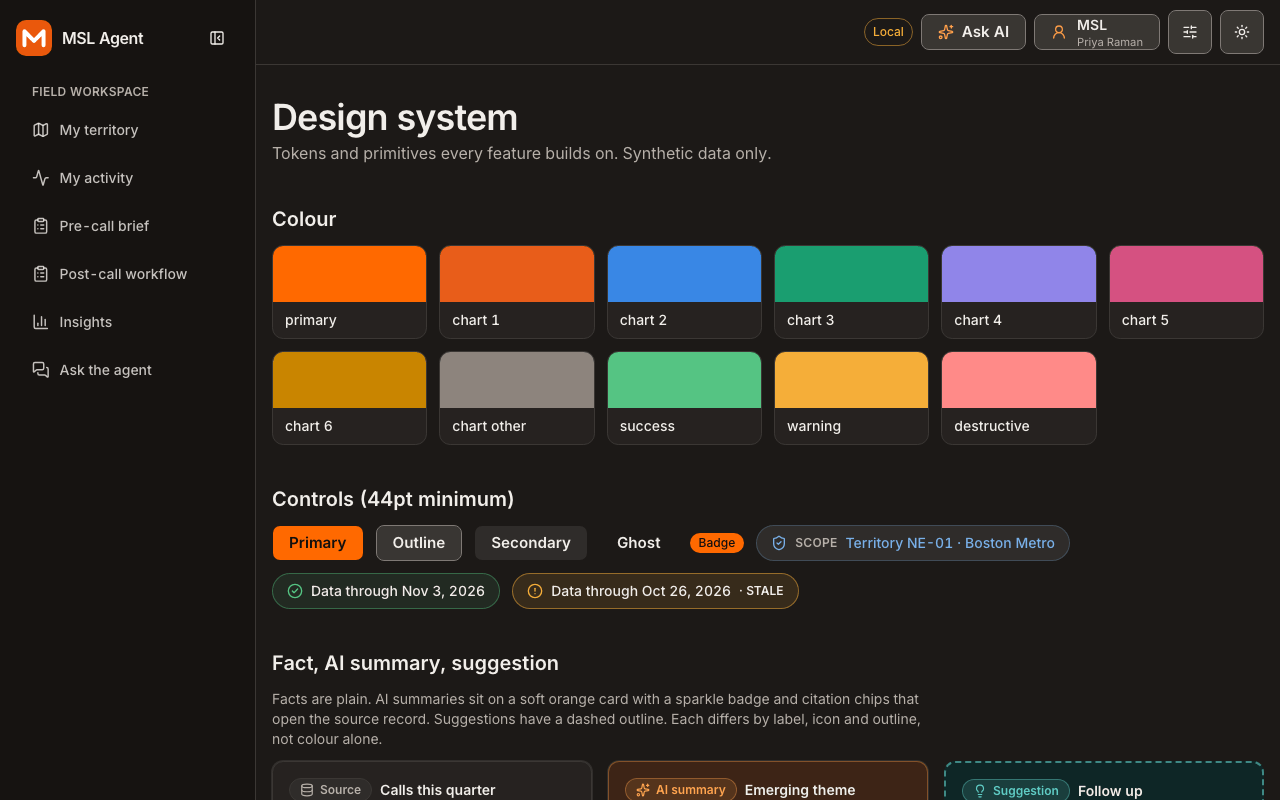 MSL Agent
Local
Ask AI
MSL
Priya Raman
FIELD WORKSPACE
My territory
My activity
Pre-call brief
Post-call workflow
Insights
Ask the agent
Design system
Tokens and primitives every feature builds on. Synthetic data only.
Colour
primary
chart 1
chart 2
chart 3
chart 4
chart 5
chart 6
chart other
success
warning
destructive
Controls (44pt minimum)
Primary
Outline
Secondary
Ghost
Badge
SCOPE Territory NE-01 · Boston Metro
Data through Nov 3, 2026
Data through Oct 26, 2026 · STALE
Fact, AI summary, suggestion
Facts are plain. AI summaries sit on a soft orange card with a sparkle badge and citation chips that
open the source record. Suggestions have a dashed outline. Each differs by label, icon and outline,
not colour alone.
Source Calls this quarter
AI summary Emerging theme
Suggestion Follow up